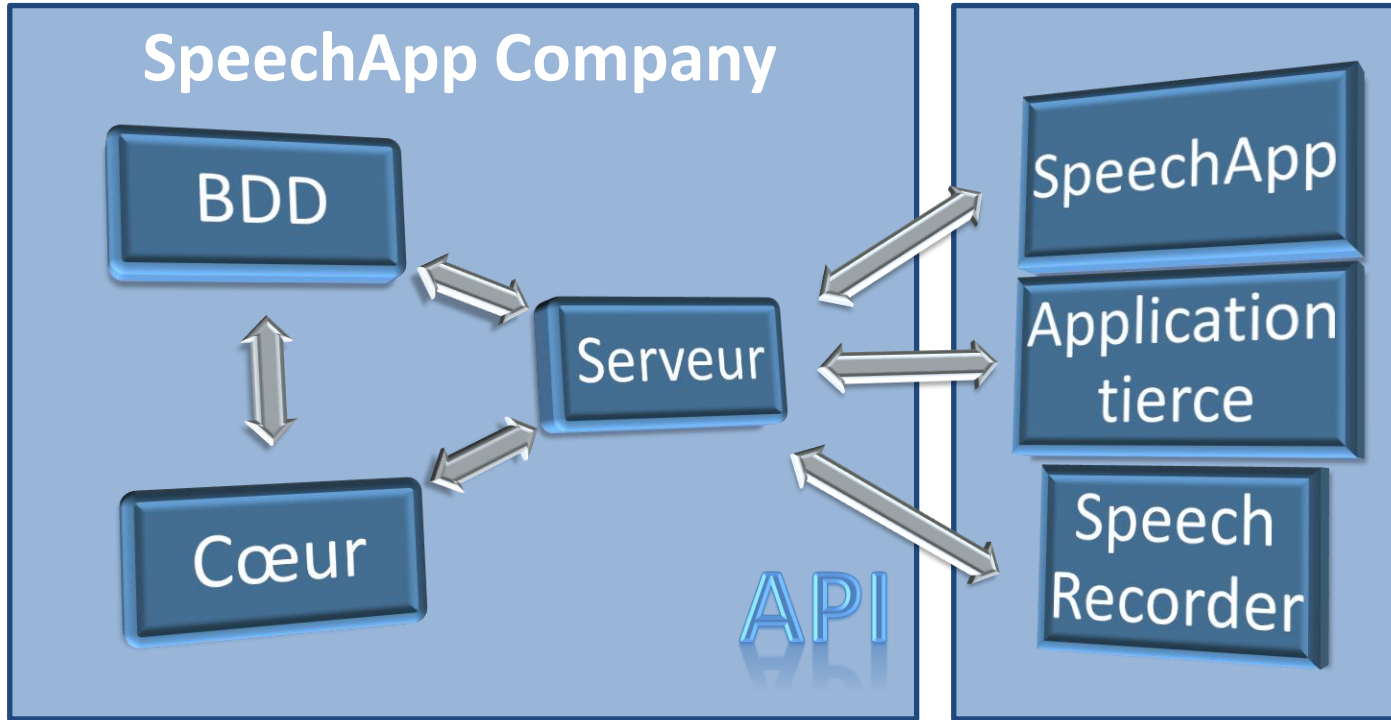 SpeechApp Company
BDD
Serveur
Cœur
API
SpeechApp
Application
tierce
Speech
Recorder